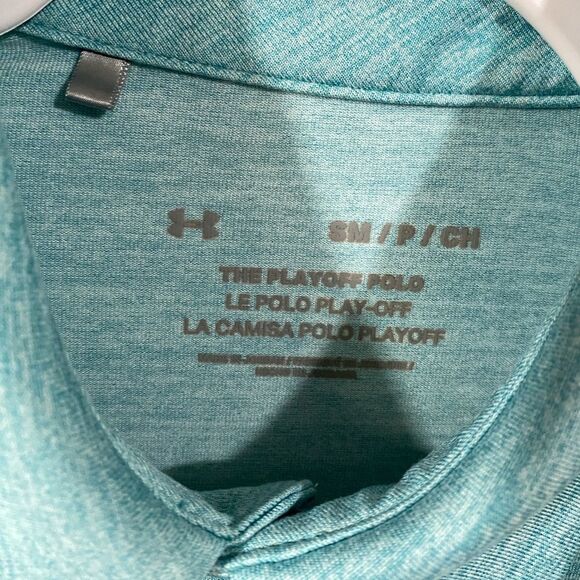 SM / P / CH
THE PLAYOFF POLO
LE POLO PLAY-OFF
LA CAMISA POLO PLAYOFF